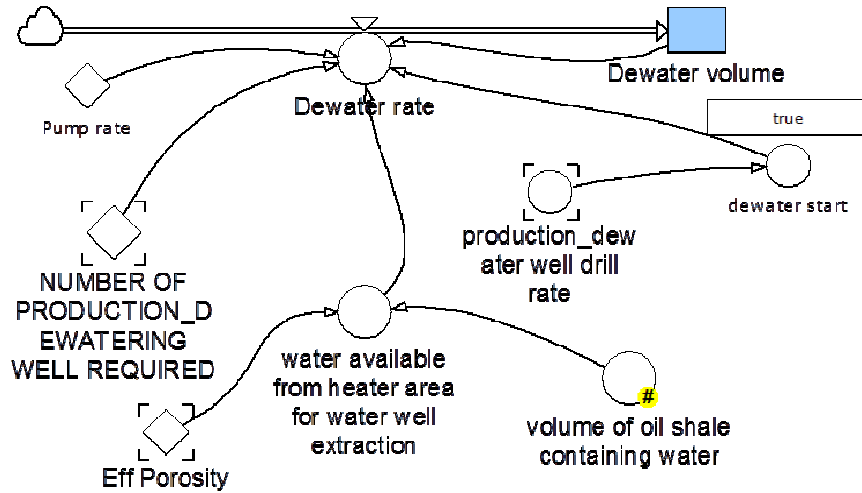 Dewater volume
Dewater rate
true
Pump rate
dewater start
production_dew
ater well drill
rate
NUMBER OF
PRODUCTION_D
EWATERING
WELL REQUIRED
water available
from heater area
for water well
extraction
#
volume of oil shale
containing water
Eff Porosity